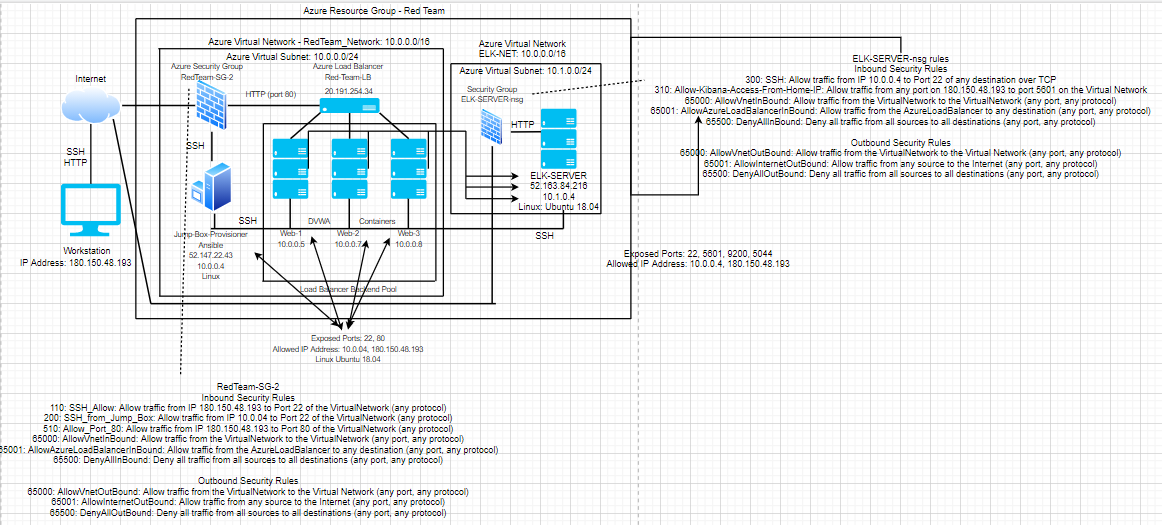 Azure Resource Group - Red Team
Azure Virtual Network - RedTeam_Network: 10.0.0.0/16
Azure Virtual Subnet: 10.0.0.0/24
Azure Security Group
RedTeam-SG-2
Azure Load Balancer
Red-Team-LB
20.191.254.34
HTTP (port 80)
Internet
SSH
HTTP
Workstation
IP Address: 180.150.48.193
SSH
SSH
Jump-Box-Provisioner
Ansible
52.147.22.43
10.0.0.4
Linux
DVWA
Containers
Web-1
10.0.0.5
Web-2
10.0.0.7
Web-3
10.0.0.8
Load Balancer Backend Pool
Azure Virtual Network
ELK-NET: 10.0.0.0/16
Azure Virtual Subnet: 10.1.0.0/24
Security Group
ELK-SERVER-nsg
HTTP
ELK-SERVER
52.163.84.216
10.1.0.4
Linux: Ubuntu 18.04
SSH
Exposed Ports: 22, 80
Allowed IP Address: 10.0.04, 180.150.48.193
Linux Ubuntu 18.04
ELK-SERVER-nsg rules
Inbound Security Rules
300: SSH: Allow traffic from IP 10.0.0.4 to Port 22 of any destination over TCP
310: Allow-Kibana-Access-From-Home-IP: Allow traffic from any port on 180.150.48.193 to port 5601 on the Virtual Network
65000: AllowVnetInBound: Allow traffic from the VirtualNetwork to the VirtualNetwork (any port, any protocol)
65001: AllowAzureLoadBalancerInBound: Allow traffic from the AzureLoadBalancer to any destination (any port, any protocol)
65500: DenyAllInBound: Deny all traffic from all sources to all destinations (any port, any protocol)
Outbound Security Rules
65000: AllowVnetOutBound: Allow traffic from the VirtualNetwork to the Virtual Network (any port, any protocol)
65001: AllowInternetOutBound: Allow traffic from any source to the Internet (any port, any protocol)
65500: DenyAllOutBound: Deny all traffic from all sources to all destinations (any port, any protocol)
Exposed Ports: 22, 5601, 9200, 5044
Allowed IP Address: 10.0.0.4, 180.150.48.193
RedTeam-SG-2
Inbound Security Rules
110: SSH_Allow: Allow traffic from IP 180.150.48.193 to Port 22 of the VirtualNetwork (any protocol)
200: SSH_from_Jump_Box: Allow traffic from IP 10.0.04 to Port 22 of the VirtualNetwork (any protocol)
510: Allow_Port_80: Allow traffic from IP 180.150.48.193 to Port 80 of the VirtualNetwork (any protocol)
65000: AllowVnetInBound: Allow traffic from the VirtualNetwork to the VirtualNetwork (any port, any protocol)
65001: AllowAzureLoadBalancerInBound: Allow traffic from the AzureLoadBalancer to any destination (any port, any protocol)
65500: DenyAllInBound: Deny all traffic from all sources to all destinations (any port, any protocol)
Outbound Security Rules
65000: AllowVnetOutBound: Allow traffic from the VirtualNetwork to the Virtual Network (any port, any protocol)
65001: AllowInternetOutBound: Allow traffic from any source to the Internet (any port, any protocol)
65500: DenyAllOutBound: Deny all traffic from all sources to all destinations (any port, any protocol)